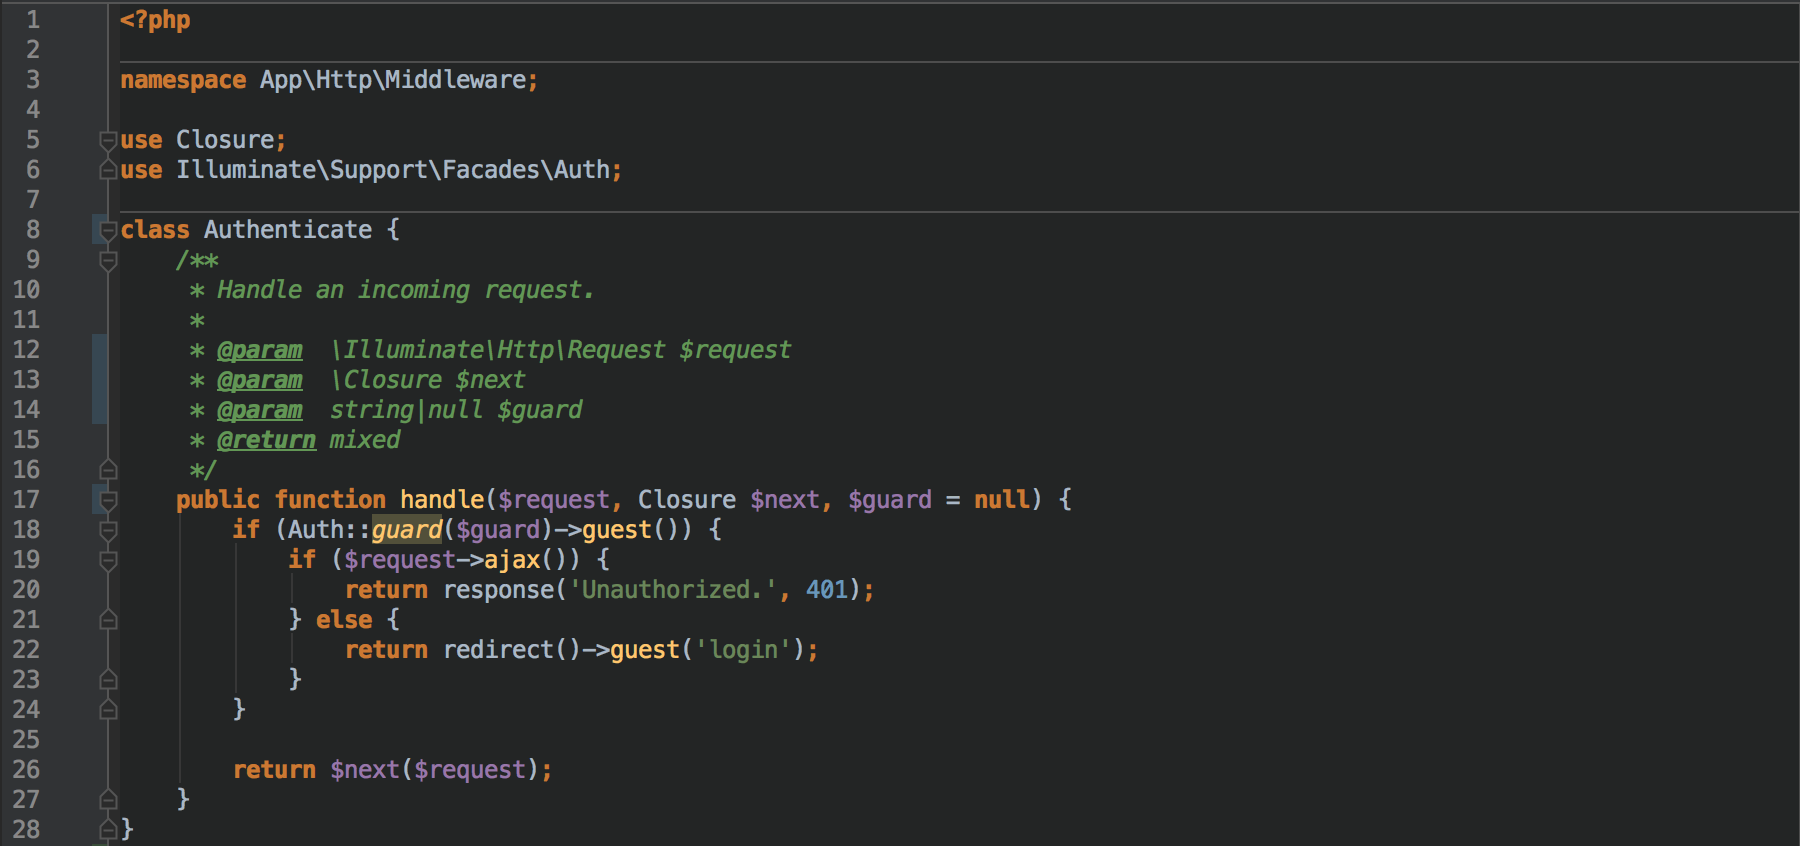 1 <?php
2
3 namespace App\Http\Middleware;
4
5 use Closure;
6 use Illuminate\Support\Facades\Auth;
7
8 class Authenticate {
9     /**
10      * Handle an incoming request.
11      *
12      * @param  \Illuminate\Http\Request $request
13      * @param  \Closure $next
14      * @param  string|null $guard
15      * @return mixed
16      */
17     public function handle($request, Closure $next, $guard = null) {
18         if (Auth::guard($guard)->guest()) {
19             if ($request->ajax()) {
20                 return response('Unauthorized.', 401);
21             } else {
22                 return redirect()->guest('login');
23             }
24         }
25
26         return $next($request);
27     }
28 }